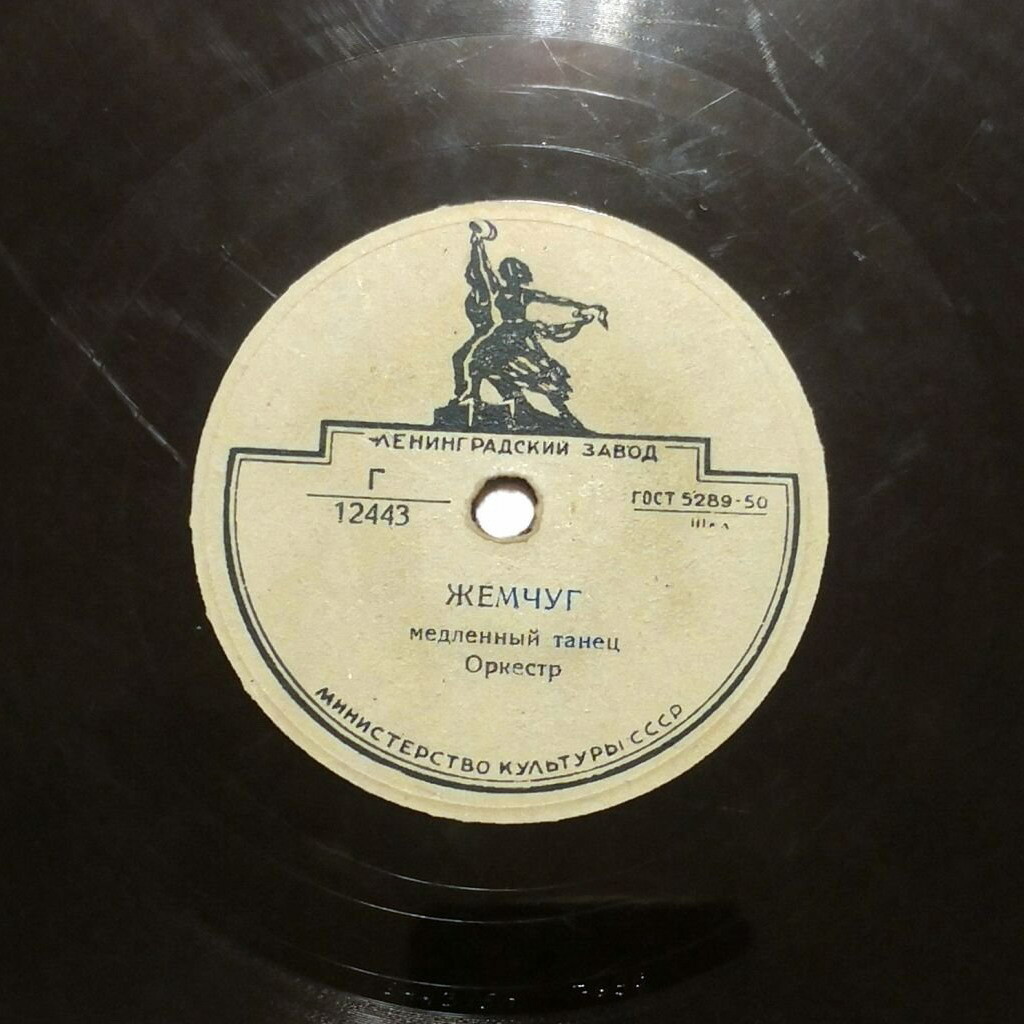 ЛЕНИНГРАДСКИЙ ЗАВОД
Г
12443
ГОСТ 5289-50
ЖЕМЧУГ
медленный танец
Оркестр
МИНИСТЕРСТВО КУЛЬТУРЫ СССР